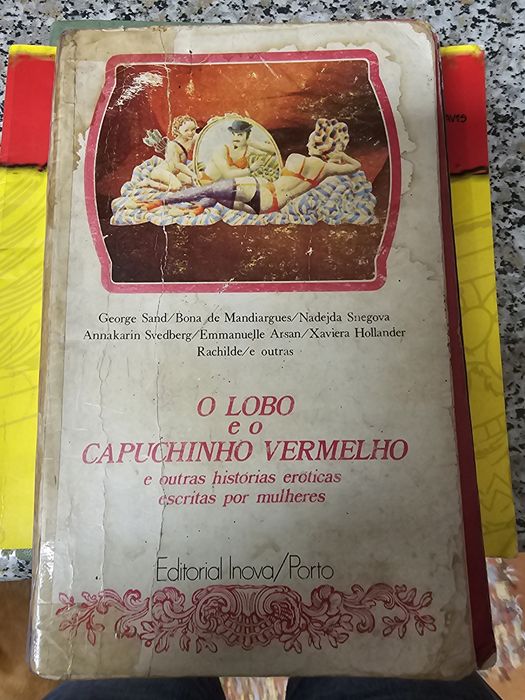 George Sand/Bona de Mandiargues/Nadejda Snegova
Annakarin Svedberg/Emmanuelle Arsan/Xaviera Hollander
Rachilde/e outras
O LOBO
e o
CAPUCHINHO VERMELHO
e outras histórias eróticas
escritas por mulheres
Editorial Inova/Porto